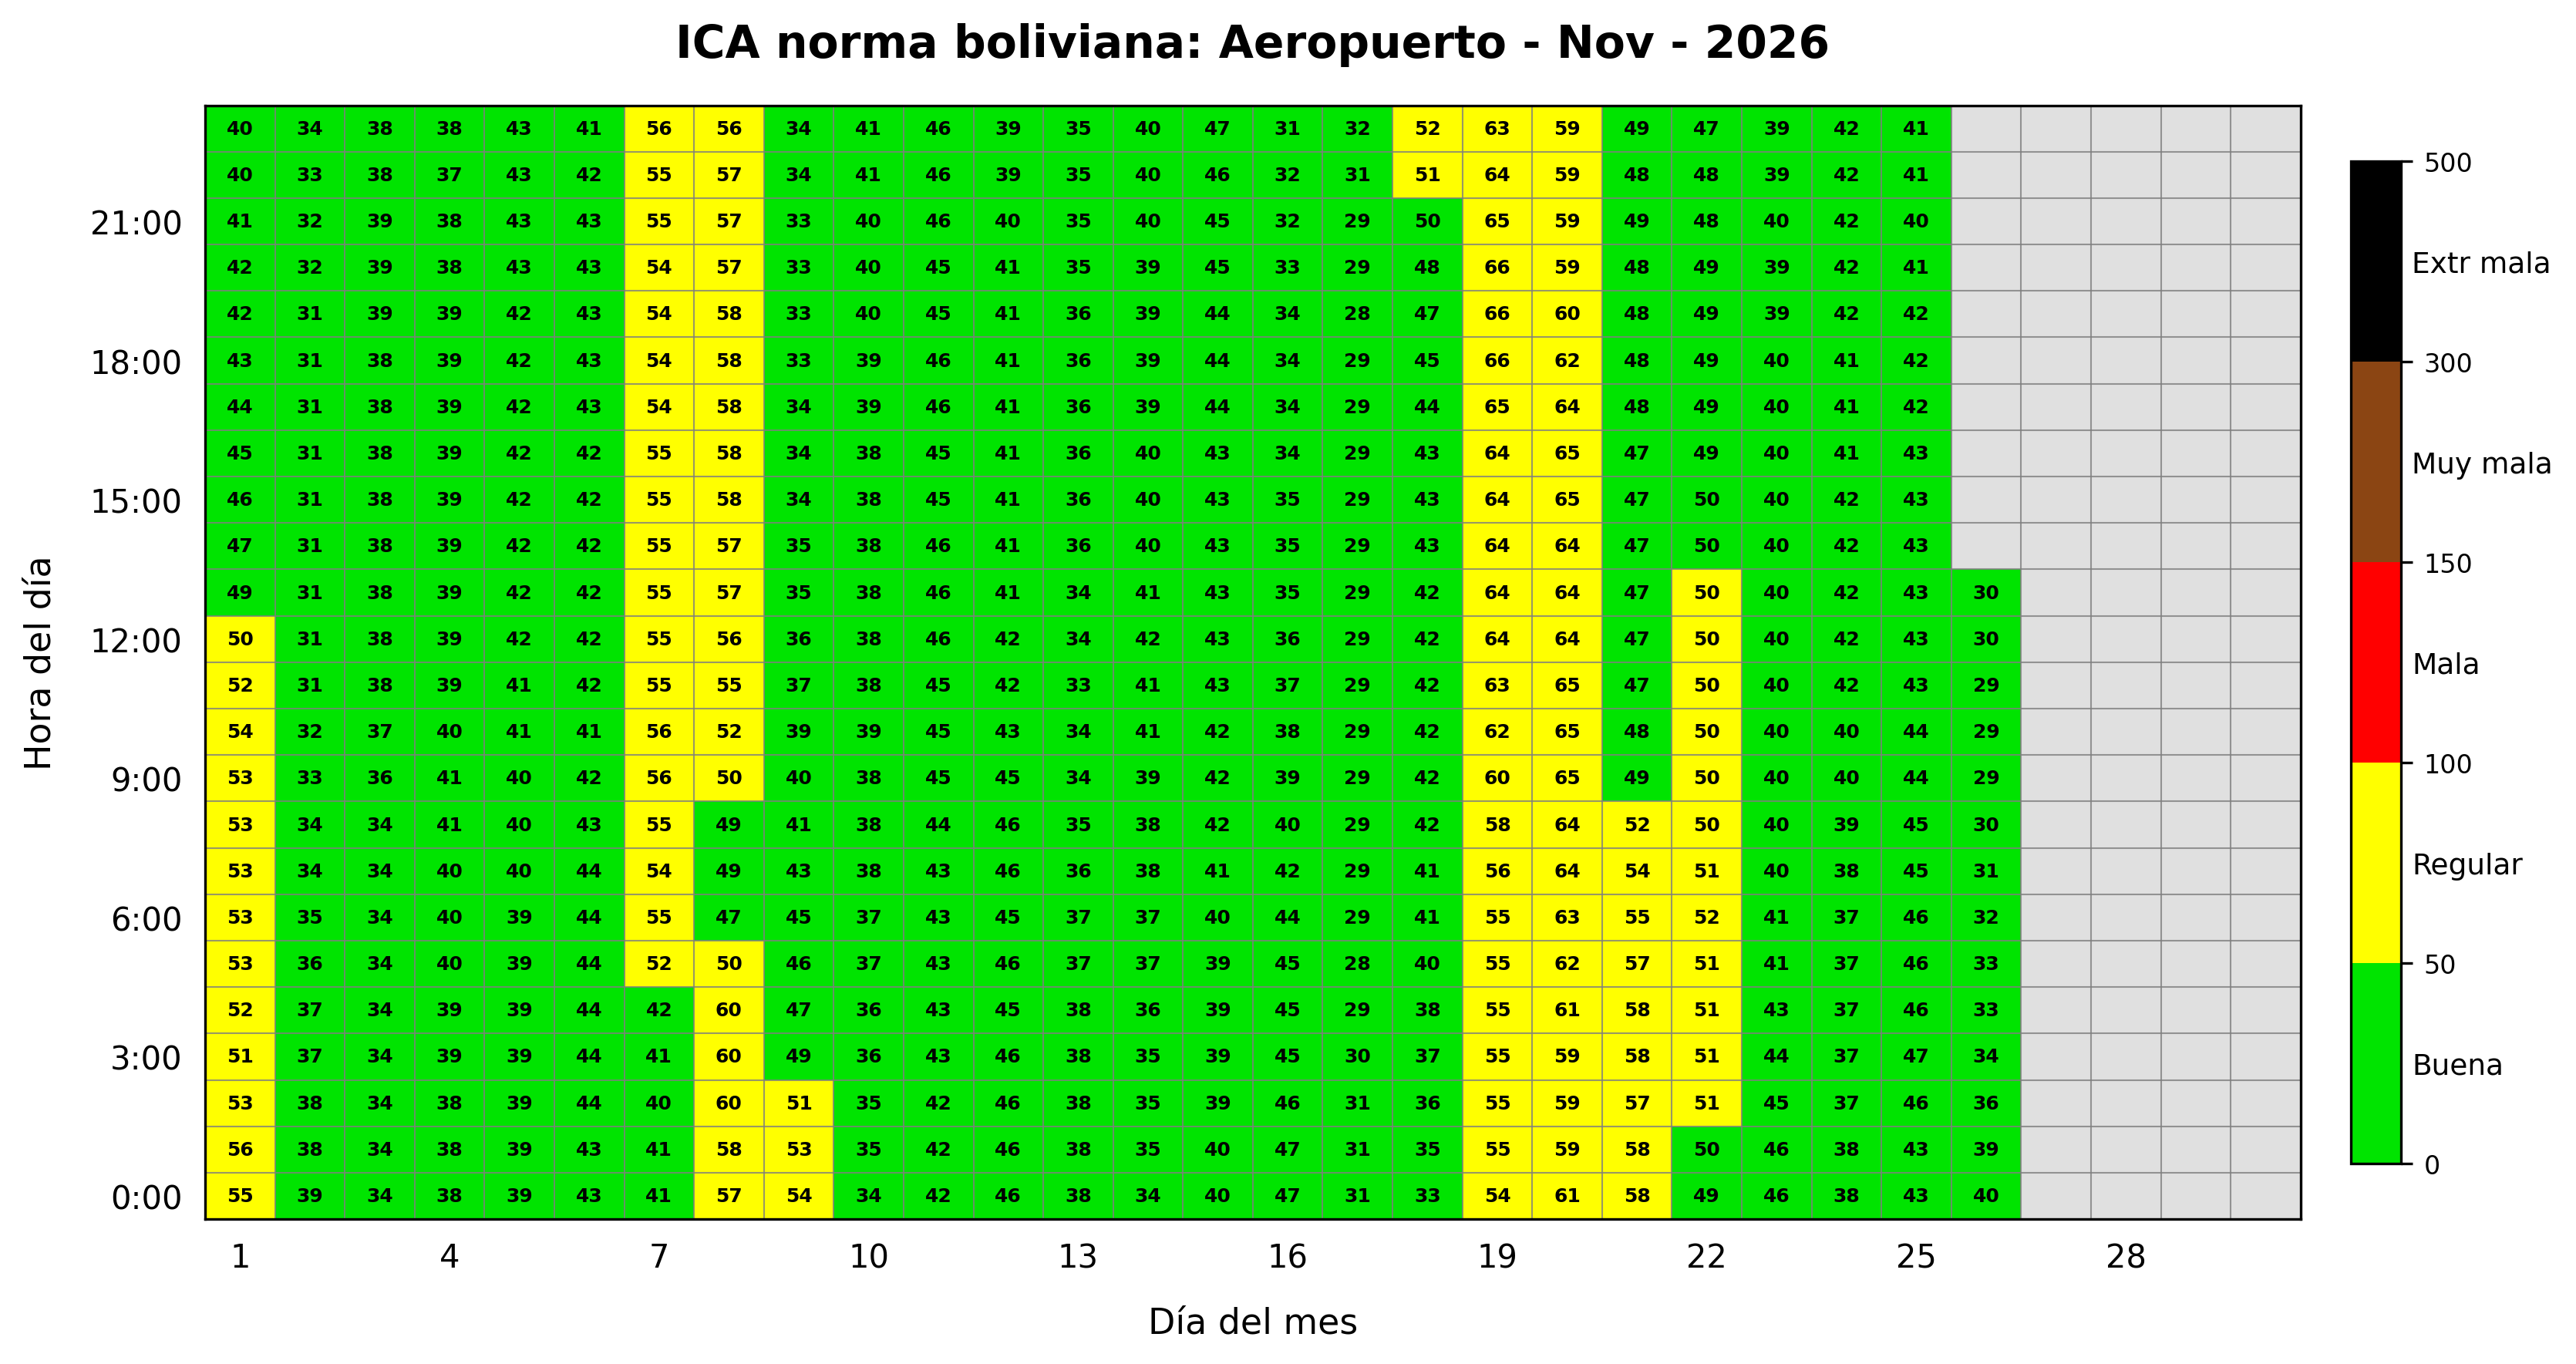 ICA norma boliviana: Aeropuerto - Nov - 2026
40 34 38 38 43 41 56 56 34 41 46 39 35 40 47 31 32 52 63 59 49 47 39 42 41
40 33 38 37 43 42 55 57 34 41 46 39 35 40 46 32 31 51 64 59 48 48 39 42 41
21:00 41 32 39 38 43 43 55 57 33 40 46 40 35 40 45 32 29 50 65 59 49 48 40 42 40
42 32 39 38 43 43 54 57 33 40 45 41 35 39 45 33 29 48 66 59 48 49 39 42 41
42 31 39 39 42 43 54 58 33 40 45 41 36 39 44 34 28 47 66 60 48 49 39 42 42
18:00 43 31 38 39 42 43 54 58 33 39 46 41 36 39 44 34 29 45 66 62 48 49 40 41 42
44 31 38 39 42 43 54 58 34 39 46 41 36 39 44 34 29 44 65 64 48 49 40 41 42
45 31 38 39 42 42 55 58 34 38 45 41 36 40 43 34 29 43 64 65 47 49 40 41 43
15:00 46 31 38 39 42 42 55 58 34 38 45 41 36 40 43 35 29 43 64 65 47 50 40 42 43
47 31 38 39 42 42 55 57 35 38 46 41 36 40 43 35 29 43 64 64 47 50 40 42 43
49 31 38 39 42 42 55 57 35 38 46 41 34 41 43 35 29 42 64 64 47 50 40 42 43 30
12:00 50 31 38 39 42 42 55 56 36 38 46 42 34 42 43 36 29 42 64 64 47 50 40 42 43 30
52 31 38 39 41 42 55 55 37 38 45 42 33 41 43 37 29 42 63 65 47 50 40 42 43 29
54 32 37 40 41 41 56 52 39 39 45 43 34 41 42 38 29 42 62 65 48 50 40 40 44 29
9:00 53 33 36 41 40 42 56 50 40 38 45 45 34 39 42 39 29 42 60 65 49 50 40 40 44 29
53 34 34 41 40 43 55 49 41 38 44 46 35 38 42 40 29 42 58 64 52 50 40 39 45 30
53 34 34 40 40 44 54 49 43 38 43 46 36 38 41 42 29 41 56 64 54 51 40 38 45 31
6:00 53 35 34 40 39 44 55 47 45 37 43 45 37 37 40 44 29 41 55 63 55 52 41 37 46 32
53 36 34 40 39 44 52 50 46 37 43 46 37 37 39 45 28 40 55 62 57 51 41 37 46 33
52 37 34 39 39 44 42 60 47 36 43 45 38 36 39 45 29 38 55 61 58 51 43 37 46 33
3:00 51 37 34 39 39 44 41 60 49 36 43 46 38 35 39 45 30 37 55 59 58 51 44 37 47 34
53 38 34 38 39 44 40 60 51 35 42 46 38 35 39 46 31 36 55 59 57 51 45 37 46 36
56 38 34 38 39 43 41 58 53 35 42 46 38 35 40 47 31 35 55 59 58 50 46 38 43 39
0:00 55 39 34 38 39 43 41 57 54 34 42 46 38 34 40 47 31 33 54 61 58 49 46 38 43 40
1 4 7 10 13 16 19 22 25 28
Día del mes
Hora del día
500
Extr mala
300
Muy mala
150
Mala
100
Regular
50
Buena
0